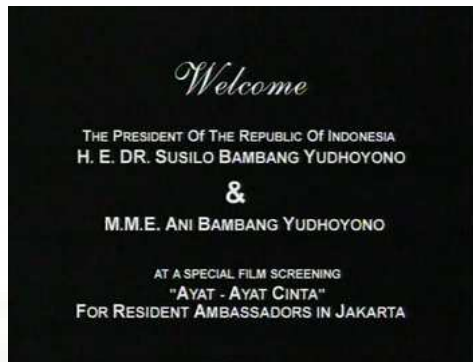 Welcome
THE PRESIDENT OF THE REPUBLIC OF INDONESIA
H. E. DR. SUSILO BAMBANG YUDHOYONO
&
M.M.E. ANI BAMBANG YUDHOYONO
AT A SPECIAL FILM SCREENING
"AYAT - AYAT CINTA"
FOR RESIDENT AMBASSADORS IN JAKARTA